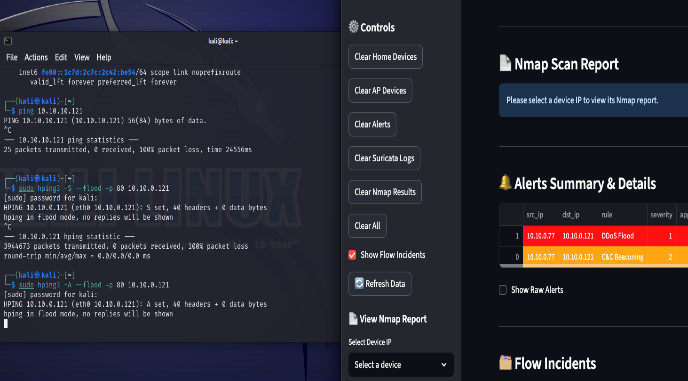 kali@kali: ~
File Actions Edit View Help
inet6 fe80::1c7d:2c7c:2c42:be54/64 scope link noprefixroute
valid_lft forever preferred_lft forever
(kali㉿kali)-[~]
$ ping 10.10.10.121
PING 10.10.10.121 (10.10.10.121) 56(84) bytes of data.
^C
--- 10.10.10.121 ping statistics ---
25 packets transmitted, 0 received, 100% packet loss, time 24556ms
(kali㉿kali)-[~]
$ sudo hping3 -S --flood -p 80 10.10.0.121
[sudo] password for kali:
HPING 10.10.0.121 (eth0 10.10.0.121): S set, 40 headers + 0 data bytes
hping in flood mode, no replies will be shown
^C
--- 10.10.0.121 hping statistic ---
3944673 packets transmitted, 0 packets received, 100% packet loss
round-trip min/avg/max = 0.0/0.0/0.0 ms
(kali㉿kali)-[~]
$ sudo hping3 -A --flood -p 80 10.10.0.121
[sudo] password for kali:
HPING 10.10.0.121 (eth0 10.10.0.121): A set, 40 headers + 0 data bytes
hping in flood mode, no replies will be shown
Controls
Clear Home Devices
Clear AP Devices
Clear Alerts
Clear Suricata Logs
Clear Nmap Results
Clear All
Show Flow Incidents
Refresh Data
View Nmap Report
Select Device IP
Select a device
Nmap Scan Report
Please select a device IP to view its Nmap report.
Alerts Summary & Details
src_ip dst_ip rule severity app
1 10.10.0.77 10.10.0.121 DDoS Flood 1
0 10.10.0.77 10.10.0.121 C&C Beaconing 2
Show Raw Alerts
Flow Incidents